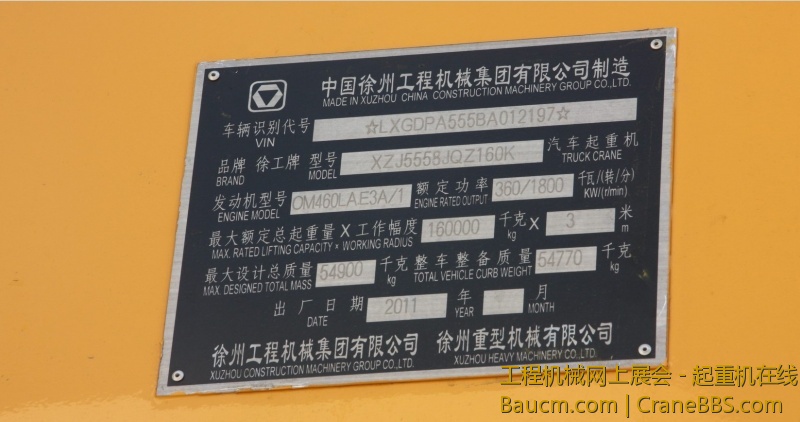 中国徐州工程机械集团有限公司制造
MADE IN XUZHOU CHINA CONSTRUCTION MACHINERY GROUP CO., LTD.
车辆识别代号 ☆LXGDPA555BA012197☆
VIN
品牌 徐工牌 型号 XZJ5558JQZ160K 汽车起重机
BRAND MODEL TRUCK CRANE
发动机型号 OM460LAE3A/1 额定功率 360/1800 千瓦/(转/分)
ENGINE MODEL ENGINE RATED OUTPUT KW/(r/min)
最大额定总起重量 X 工作幅度 160000 千克 X 3 米
MAX. RATED LIFTING CAPACITY × WORKING RADIUS kg m
最大设计总质量 54900 千克 整车整备质量 54770 千克
MAX. DESIGNED TOTAL MASS kg TOTAL VEHICLE CURB WEIGHT kg
出厂日期 2011 年 月
DATE YEAR MONTH
徐州工程机械集团有限公司 徐州重型机械有限公司
XUZHOU CONSTRUCTION MACHINERY GROUP CO., LTD. XUZHOU HEAVY MACHINERY CO., LTD.
工程机械网上展会 - 起重机在线
Baucm.com | CraneBBS.com